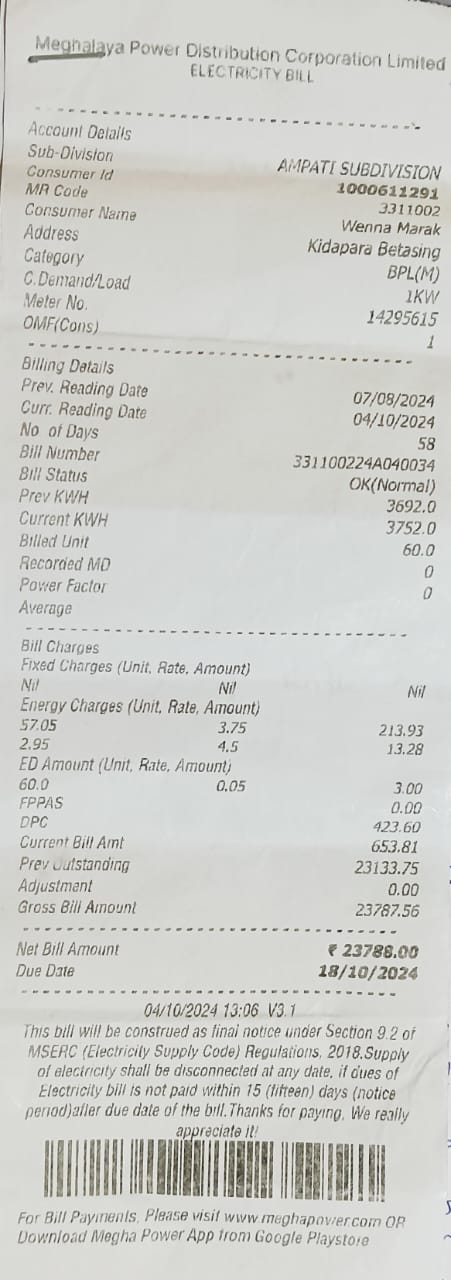 Meghalaya Power Distribution Corporation Limited
ELECTRICITY BILL
Account Details
Sub-Division AMPATI SUBDIVISION
Consumer Id 1000611291
MR Code 3311002
Consumer Name Wenna Marak
Address Kidapara Betasing
Category BPL(M)
C.Demand/Load 1KW
Meter No. 14295615
OMF(Cons) 1
Billing Details
Prev. Reading Date 07/08/2024
Curr. Reading Date 04/10/2024
No of Days 58
Bill Number 331100224A040034
Bill Status OK(Normal)
Prev KWH 3692.0
Current KWH 3752.0
Billed Unit 60.0
Recorded MD 0
Power Factor 0
Average
Bill Charges
Fixed Charges (Unit, Rate, Amount)
Nil Nil Nil
Energy Charges (Unit, Rate, Amount)
57.05 3.75 213.93
2.95 4.5 13.28
ED Amount (Unit, Rate, Amount)
60.0 0.05 3.00
FPPAS 0.00
DPC 423.60
Current Bill Amt 653.81
Prev Outstanding 23133.75
Adjustment 0.00
Gross Bill Amount 23787.56
Net Bill Amount ₹ 23788.00
Due Date 18/10/2024
04/10/2024 13:06 V3.1
This bill will be construed as final notice under Section 9.2 of
MSERC (Electricity Supply Code) Regulations, 2018.Supply
of electricity shall be disconnected at any date, if dues of
Electricity bill is not paid within 15 (fifteen) days (notice
period)after due date of the bill.Thanks for paying. We really
appreciate it!
For Bill Payments, Please visit www.meghapower.com OR
Download Megha Power App from Google Playstore